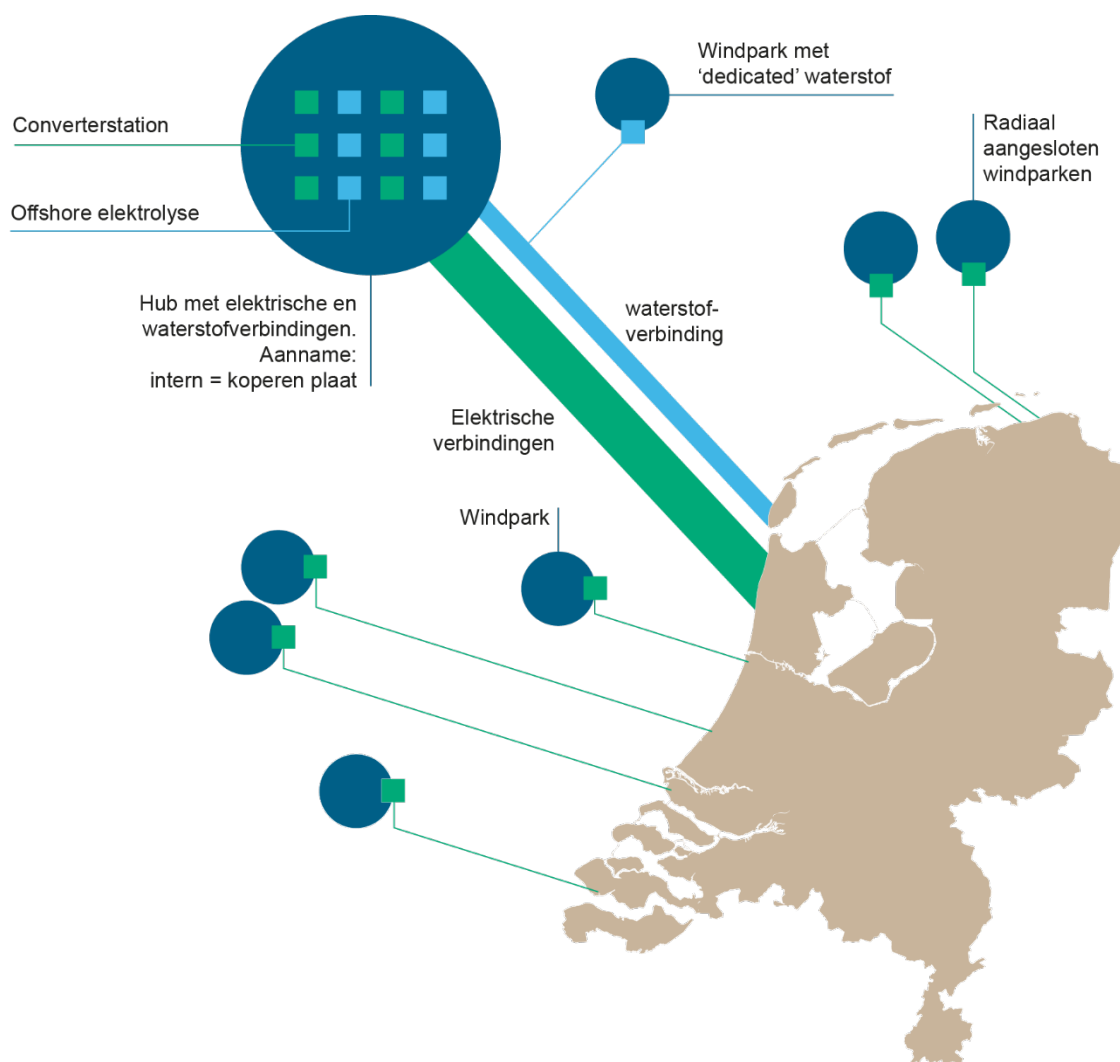 Windpark met
‘dedicated’ waterstof
Converterstation
Radiaal
aangesloten
windparken
Offshore elektrolyse
Hub met elektrische en
waterstofverbindingen.
Aanname:
intern = koperen plaat
waterstof-
verbinding
Elektrische
verbindingen
Windpark